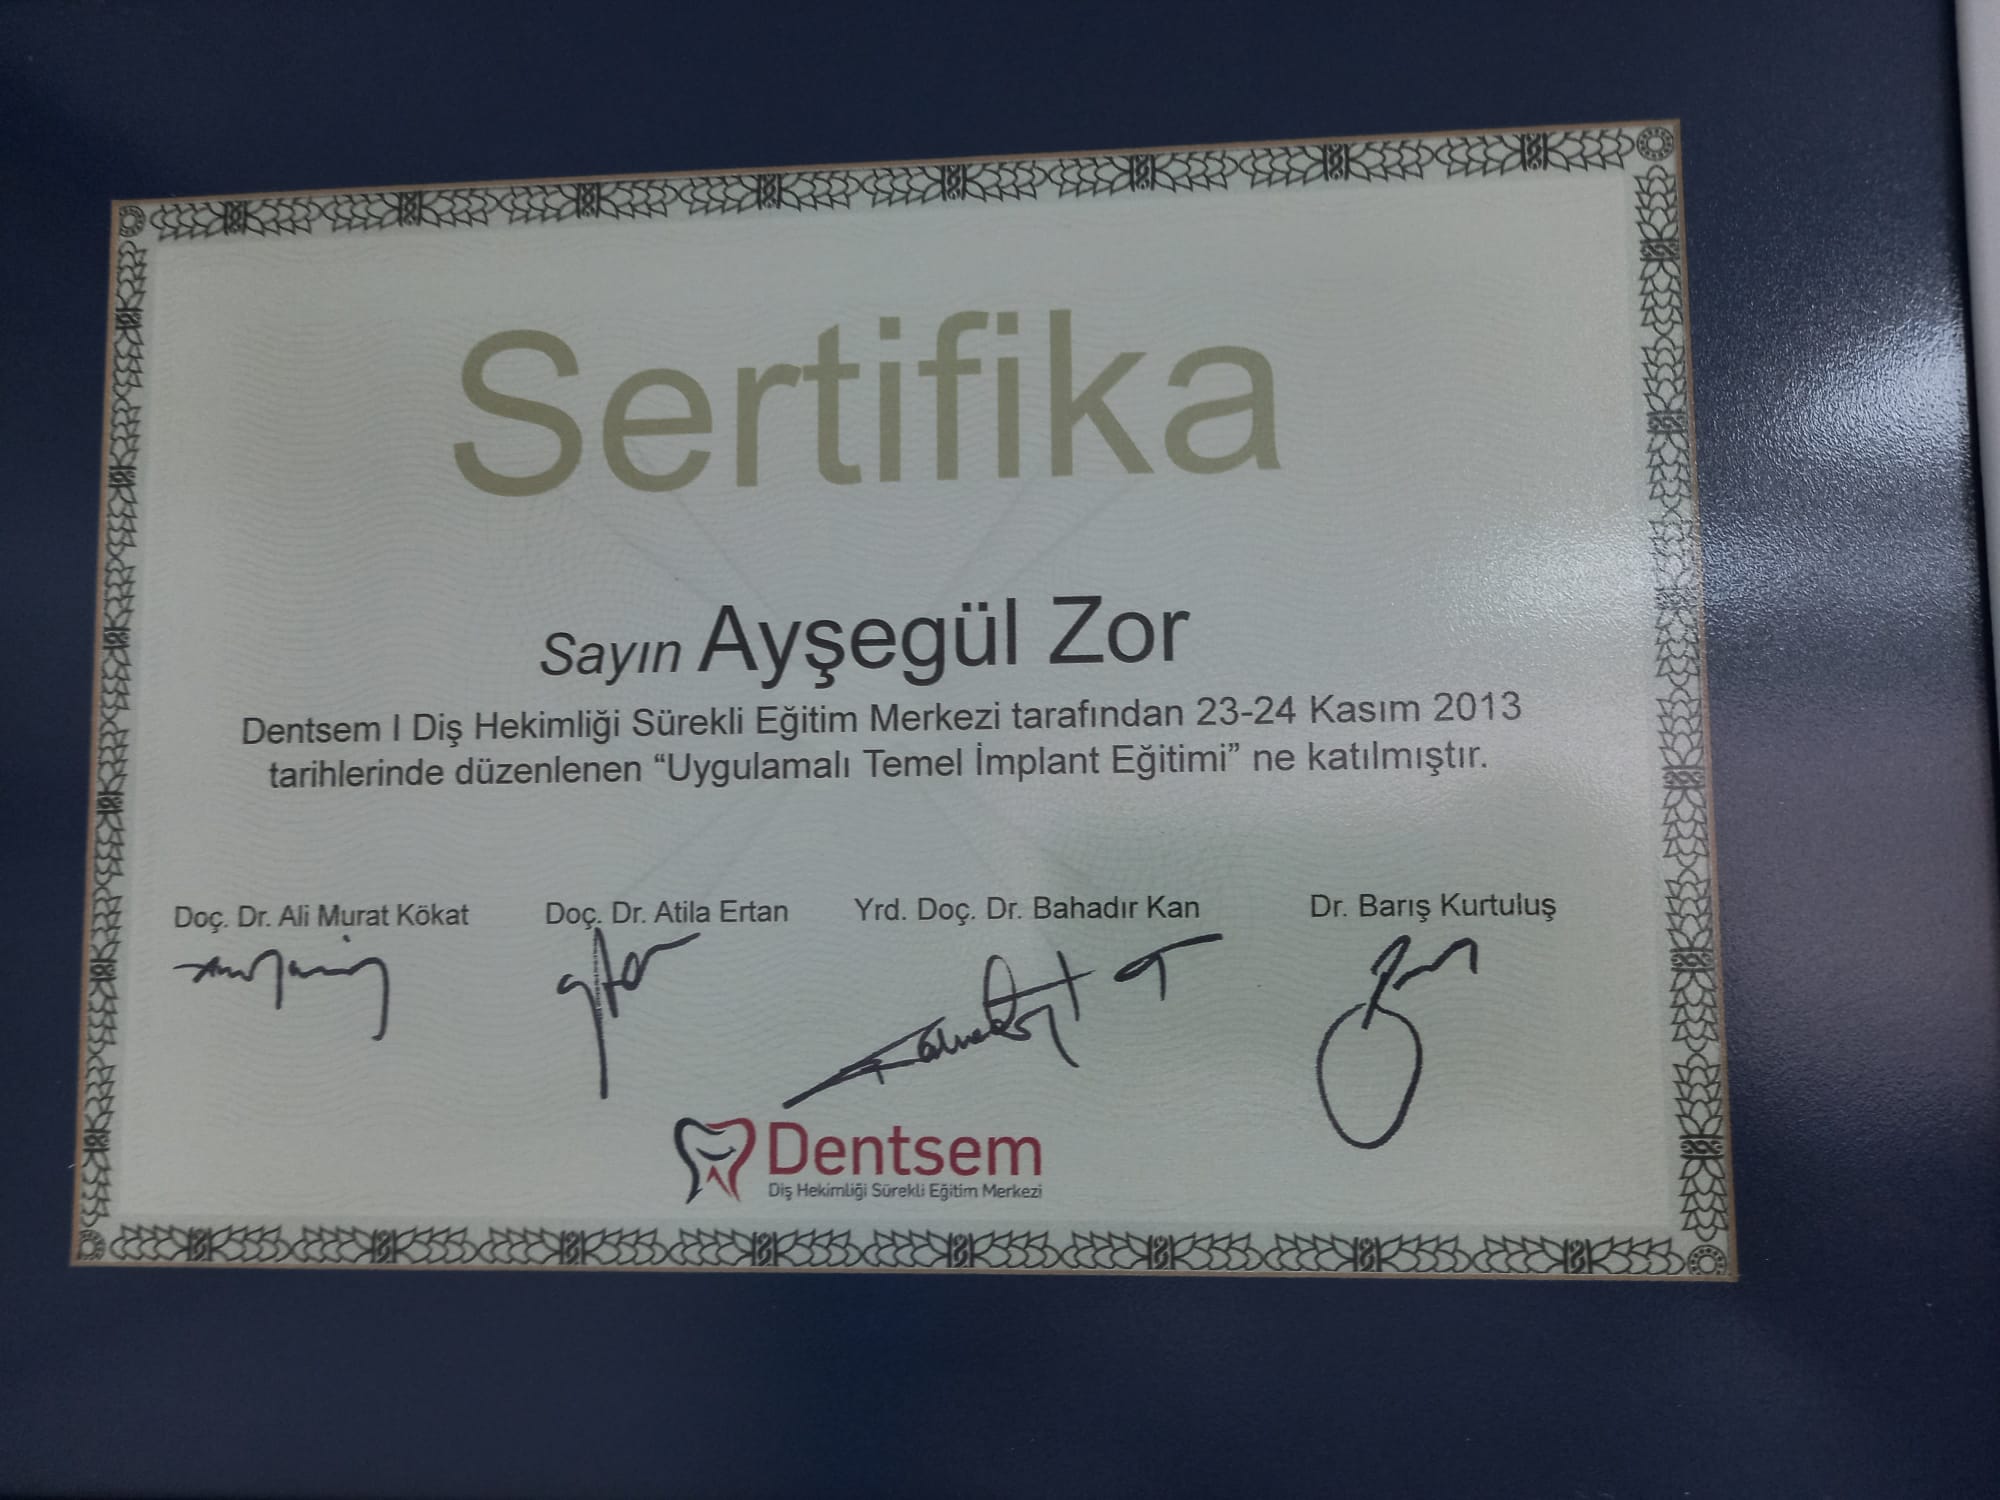 Sertifika
Sayın Ayşegül Zor
Dentsem I Diş Hekimliği Sürekli Eğitim Merkezi tarafından 23-24 Kasım 2013
tarihlerinde düzenlenen “Uygulamalı Temel İmplant Eğitimi” ne katılmıştır.
Doç. Dr. Ali Murat Kökat Doç. Dr. Atila Ertan Yrd. Doç. Dr. Bahadır Kan Dr. Barış Kurtuluş
Dentsem
Diş Hekimliği Sürekli Eğitim Merkezi